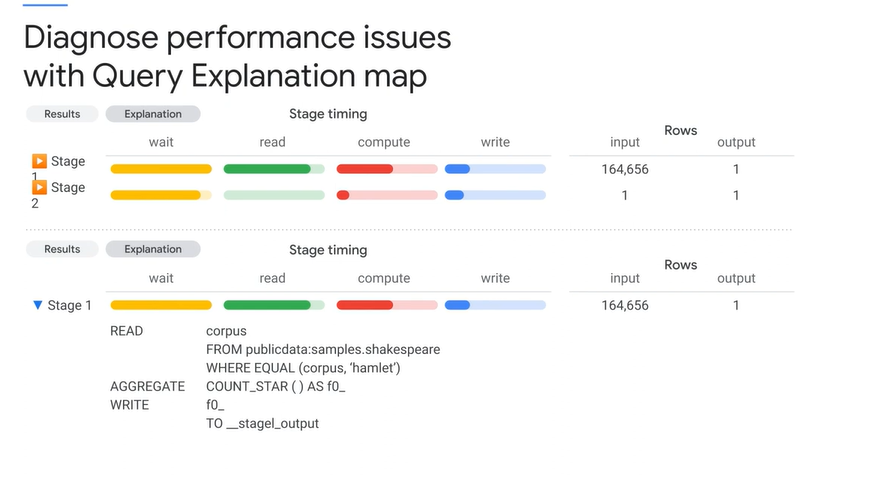 Diagnose performance issues
with Query Explanation map
Results Explanation Stage timing
Rows
wait read compute write input output
Stage
1
164,656 1
Stage
2
1 1
Results Explanation Stage timing
Rows
wait read compute write input output
Stage 1 164,656 1
READ corpus
FROM publicdata:samples.shakespeare
WHERE EQUAL (corpus, ‘hamlet’)
AGGREGATE COUNT_STAR ( ) AS f0_
WRITE f0_
TO __stagel_output